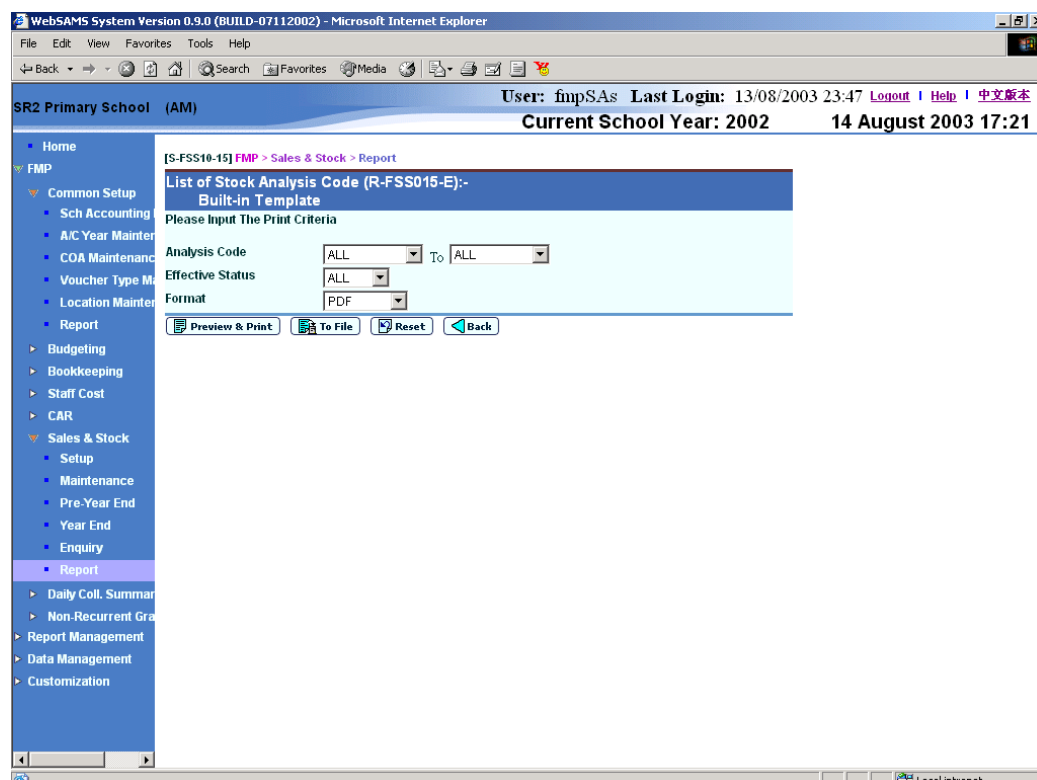 WebSAMS System Version 0.9.0 (BUILD-07112002) - Microsoft Internet Explorer
File Edit View Favorites Tools Help
Back Search Favorites Media
SR2 Primary School (AM)
User: fmpSAs Last Login: 13/08/2003 23:47 Logout | Help | 中文版本
Current School Year: 2002 14 August 2003 17:21
Home
FMP
Common Setup
Sch Accounting
A/C Year Mainter
COA Maintenanc
Voucher Type Ma
Location Mainter
Report
Budgeting
Bookkeeping
Staff Cost
CAR
Sales & Stock
Setup
Maintenance
Pre-Year End
Year End
Enquiry
Report
Daily Coll. Summar
Non-Recurrent Gra
Report Management
Data Management
Customization
[S-FSS10-15] FMP > Sales & Stock > Report
List of Stock Analysis Code (R-FSS015-E):-
Built-in Template
Please Input The Print Criteria
Analysis Code ALL To ALL
Effective Status ALL
Format PDF
Preview & Print To File Reset Back